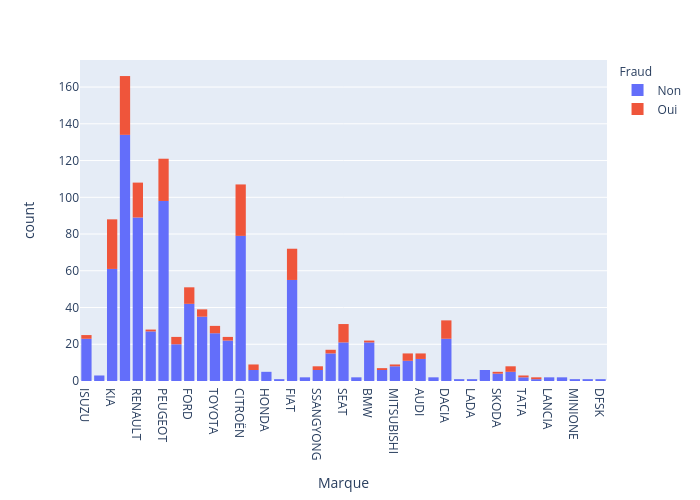 Fraud
Non
Oui
160
140
120
100
80
60
40
20
0
count
ISUZU
KIA
RENAULT
PEUGEOT
FORD
TOYOTA
CITROËN
HONDA
FIAT
SSANGYONG
SEAT
BMW
MITSUBISHI
AUDI
DACIA
LADA
SKODA
TATA
LANCIA
MINIONE
DFSK
Marque